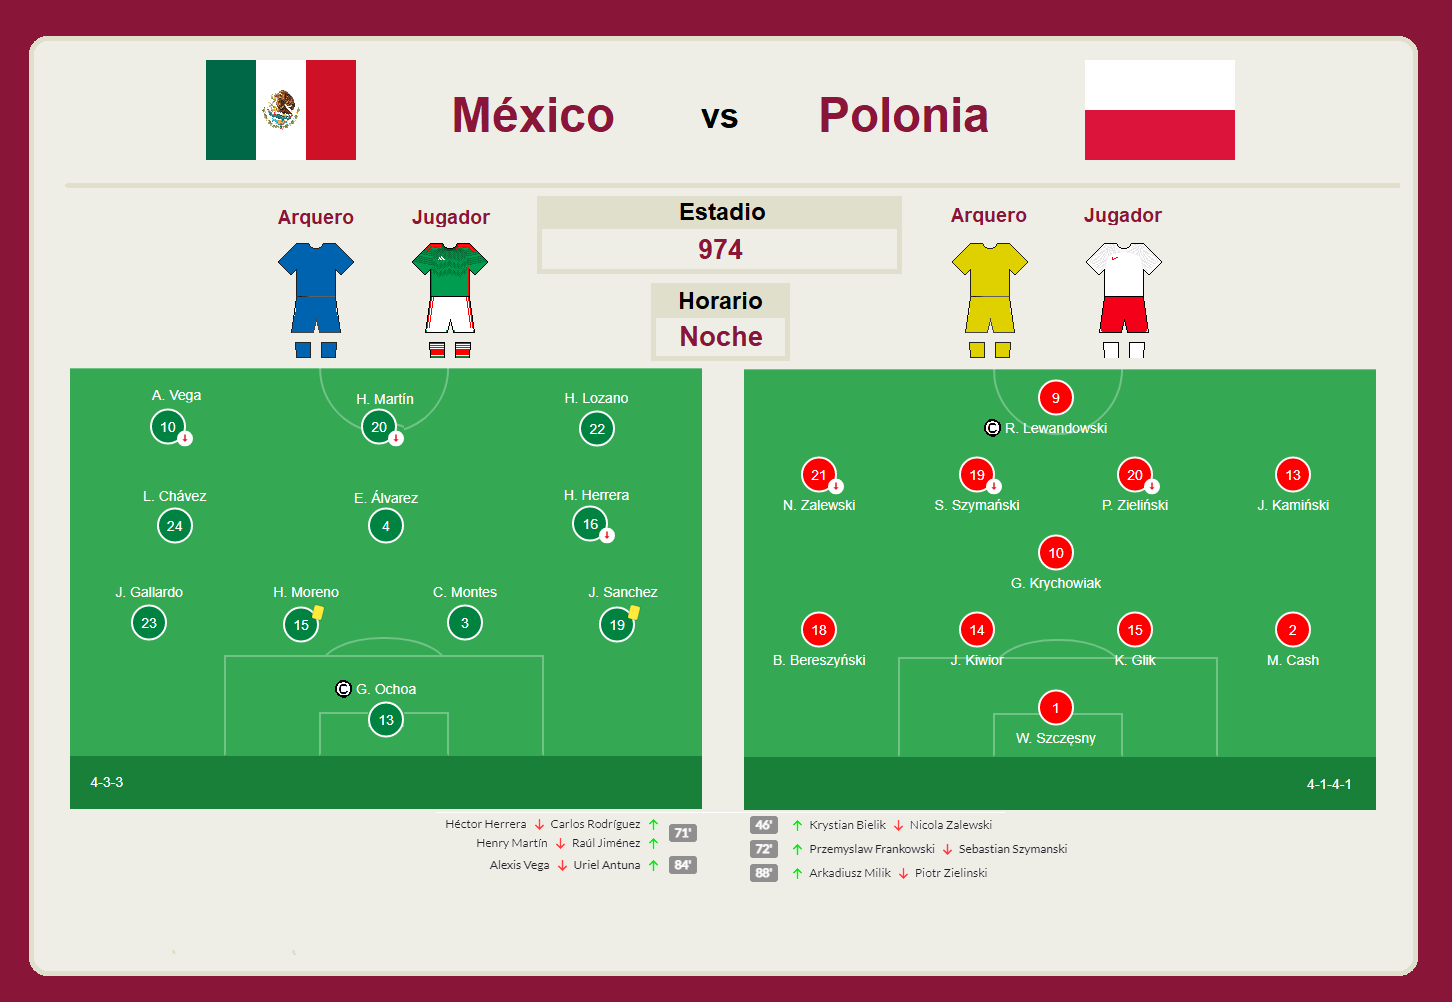 México vs Polonia
Arquero Jugador
Estadio
974
Horario
Noche
Arquero Jugador
A. Vega H. Martín H. Lozano
10 20 22
L. Chávez E. Álvarez H. Herrera
24 4 16
J. Gallardo H. Moreno C. Montes J. Sanchez
23 15 3 19
© G. Ochoa
13
4-3-3
9
© R. Lewandowski
21 19 20 13
N. Zalewski S. Szymański P. Zieliński J. Kamiński
10
G. Krychowiak
18 14 15 2
B. Bereszyński J. Kiwior K. Glik M. Cash
1
W. Szczęsny
4-1-4-1
Héctor Herrera ↓ Carlos Rodríguez ↑ 71'
Henry Martín ↓ Raúl Jiménez ↑
Alexis Vega ↓ Uriel Antuna ↑ 84'
46' ↑ Krystian Bielik ↓ Nicola Zalewski
72' ↑ Przemyslaw Frankowski ↓ Sebastian Szymanski
88' ↑ Arkadiusz Milik ↓ Piotr Zielinski